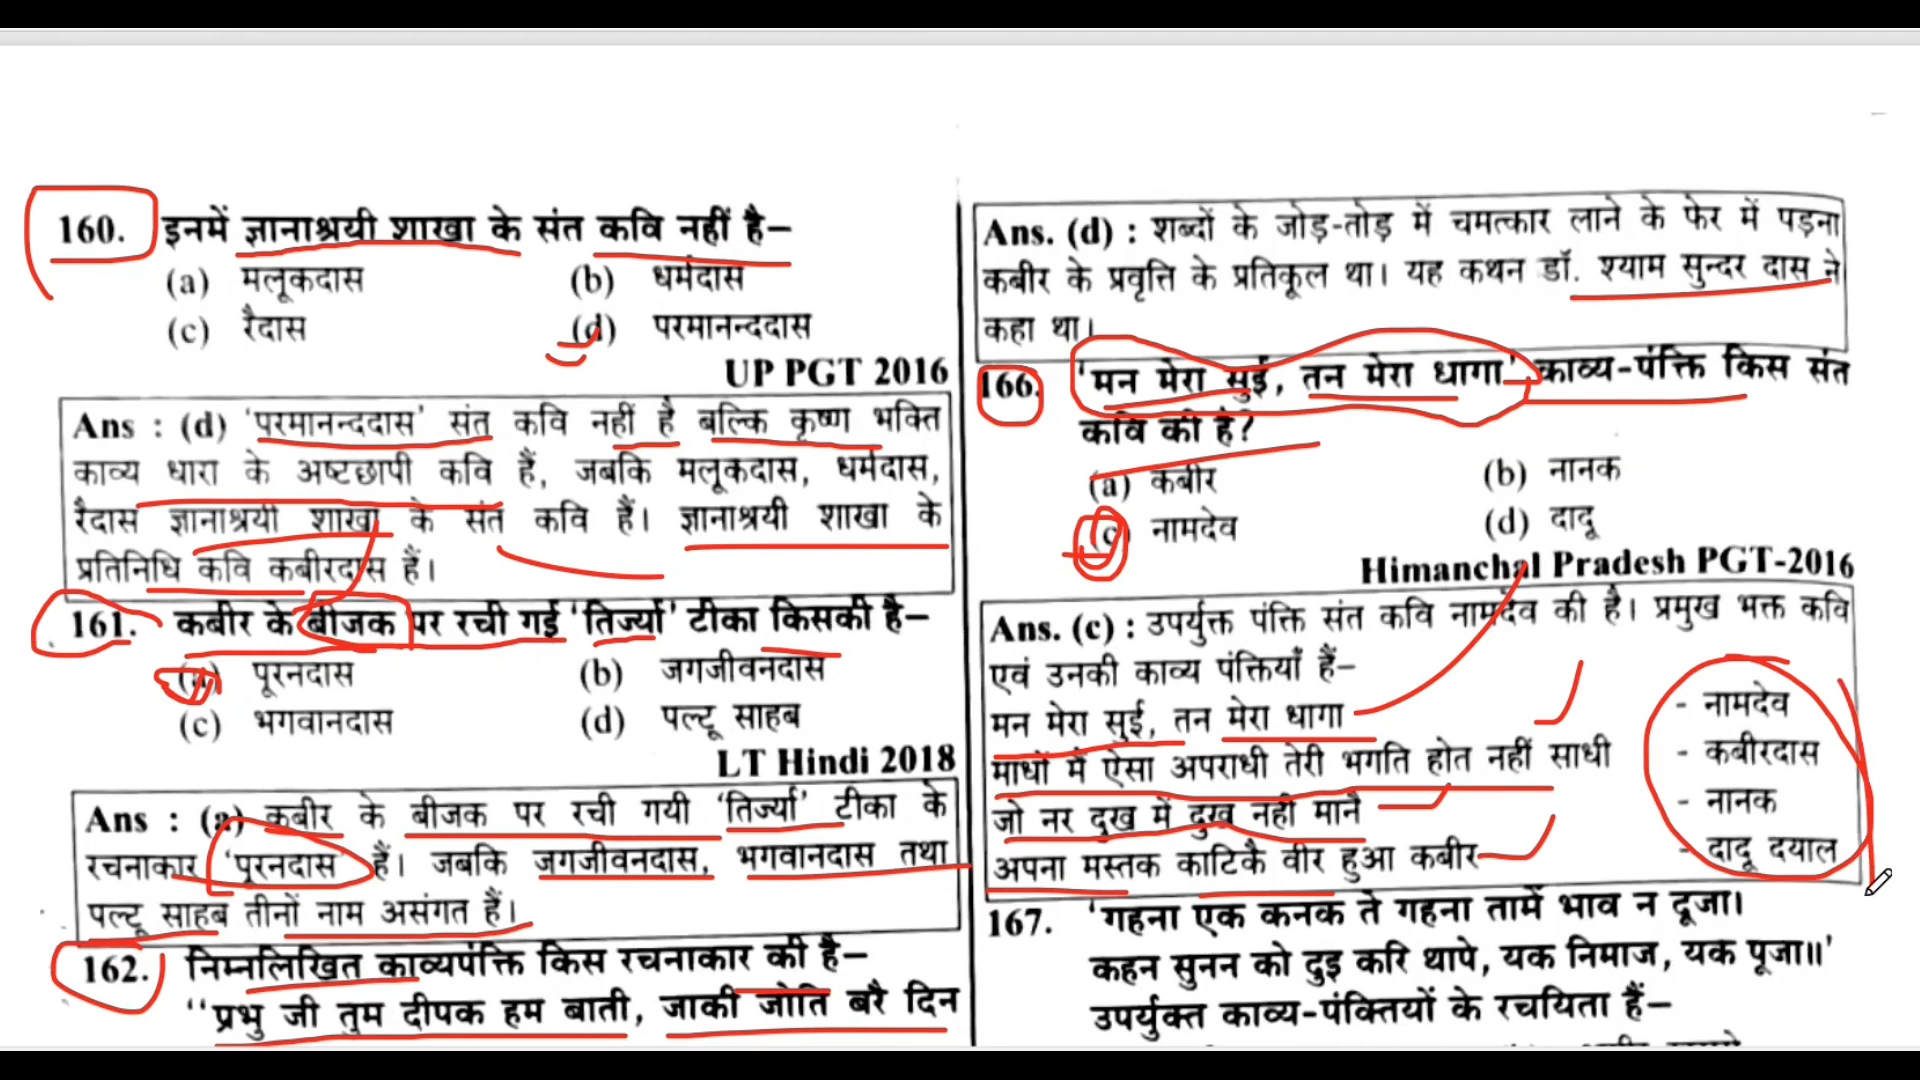 160. इनमें ज्ञानाश्रयी शाखा के संत कवि नहीं है–
(a) मलूकदास (b) धर्मदास
(c) रैदास (d) परमानन्ददास
UP PGT 2016
Ans : (d) 'परमानन्ददास' संत कवि नहीं है बल्कि कृष्ण भक्ति
काव्य धारा के अष्टछापी कवि हैं, जबकि मलूकदास, धर्मदास,
रैदास ज्ञानाश्रयी शाखा के संत कवि हैं। ज्ञानाश्रयी शाखा के
प्रतिनिधि कवि कबीरदास हैं।
161. कबीर के बीजक पर रची गई 'तिर्ज्या' टीका किसकी है–
(a) पूरनदास (b) जगजीवनदास
(c) भगवानदास (d) पल्टू साहब
LT Hindi 2018
Ans : (a) कबीर के बीजक पर रची गयी 'तिर्ज्या' टीका के
रचनाकार 'पूरनदास' हैं। जबकि जगजीवनदास, भगवानदास तथा
पल्टू साहब तीनों नाम असंगत हैं।
162. निम्नलिखित काव्यपंक्ति किस रचनाकार की है–
"प्रभु जी तुम दीपक हम बाती, जाकी जोति बरै दिन
Ans. (d) : शब्दों के जोड़-तोड़ में चमत्कार लाने के फेर में पड़ना
कबीर के प्रवृत्ति के प्रतिकूल था। यह कथन डॉ. श्याम सुन्दर दास ने
कहा था।
166. 'मन मेरा सुई, तन मेरा धागा' काव्य-पंक्ति किस संत
कवि की है?
(a) कबीर (b) नानक
(c) नामदेव (d) दादू
Himanchal Pradesh PGT-2016
Ans. (c) : उपर्युक्त पंक्ति संत कवि नामदेव की है। प्रमुख भक्त कवि
एवं उनकी काव्य पंक्तियाँ हैं–
मन मेरा सुई, तन मेरा धागा - नामदेव
माधों मैं ऐसा अपराधी तेरी भगति होत नहीं साधी - कबीरदास
जो नर दुख में दुख नहीं मानै - नानक
अपना मस्तक काटिकै वीर हुआ कबीर - दादू दयाल
167. 'गहना एक कनक ते गहना तामें भाव न दूजा।
कहन सुनन को दुइ करि थापे, यक निमाज, यक पूजा॥'
उपर्युक्त काव्य-पंक्तियों के रचयिता हैं–